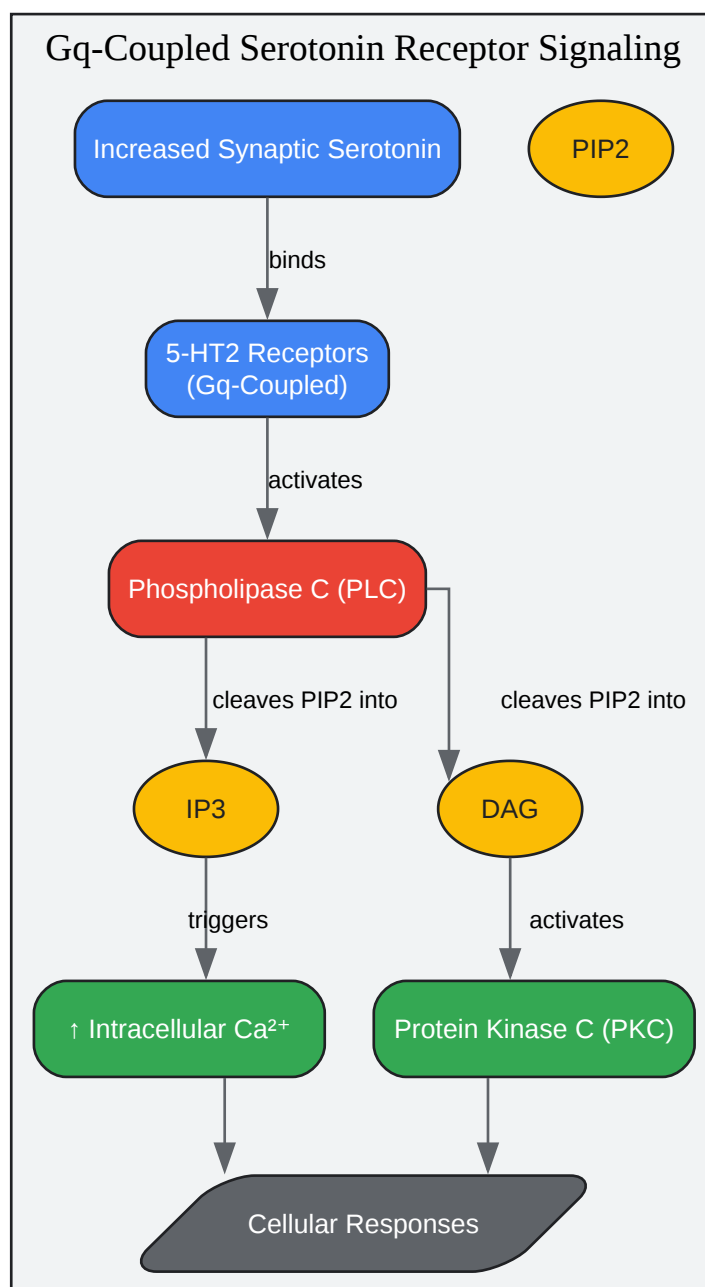 Gq-Coupled Serotonin Receptor Signaling
Increased Synaptic Serotonin
PIP2
binds
5-HT2 Receptors
(Gq-Coupled)
activates
Phospholipase C (PLC)
cleaves PIP2 into
cleaves PIP2 into
IP3
DAG
triggers
activates
↑ Intracellular Ca²⁺
Protein Kinase C (PKC)
Cellular Responses